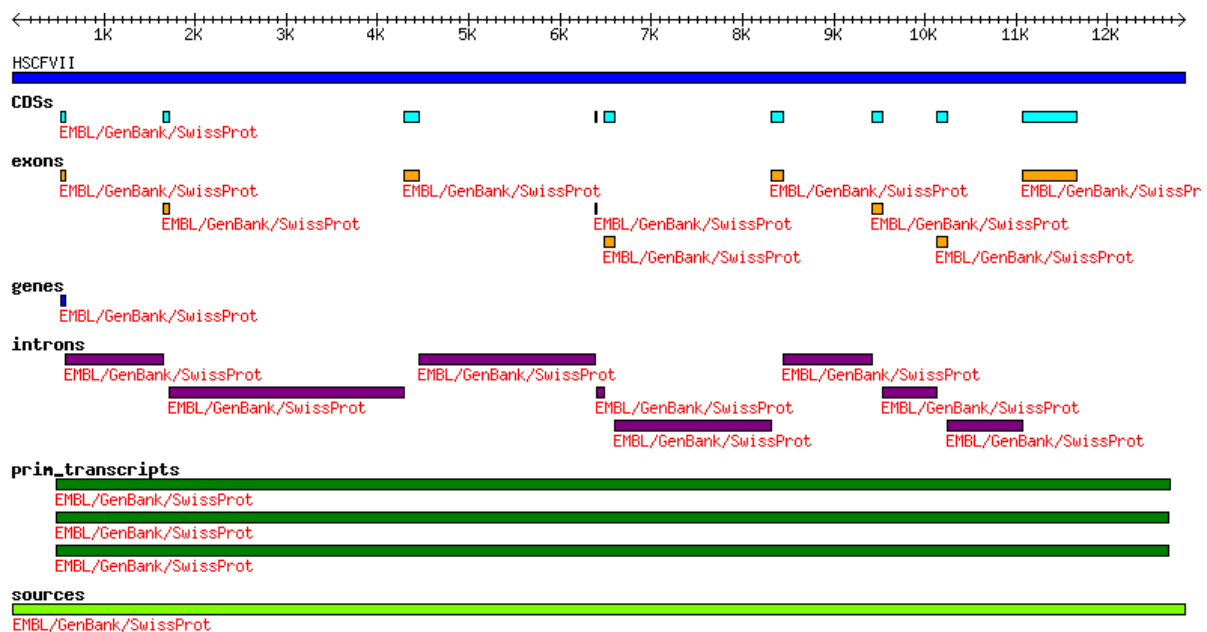 1K 2K 3K 4K 5K 6K 7K 8K 9K 10K 11K 12K
HSCFVII
CDSs
EMBL/GenBank/SwissProt
exons
EMBL/GenBank/SwissProt EMBL/GenBank/SwissProt EMBL/GenBank/SwissProt EMBL/GenBank/SwissPr
EMBL/GenBank/SwissProt EMBL/GenBank/SwissProt EMBL/GenBank/SwissProt
EMBL/GenBank/SwissProt EMBL/GenBank/SwissProt
genes
EMBL/GenBank/SwissProt
introns
EMBL/GenBank/SwissProt EMBL/GenBank/SwissProt EMBL/GenBank/SwissProt
EMBL/GenBank/SwissProt EMBL/GenBank/SwissProt EMBL/GenBank/SwissProt
EMBL/GenBank/SwissProt EMBL/GenBank/SwissProt
prim_transcripts
EMBL/GenBank/SwissProt
EMBL/GenBank/SwissProt
EMBL/GenBank/SwissProt
sources
EMBL/GenBank/SwissProt